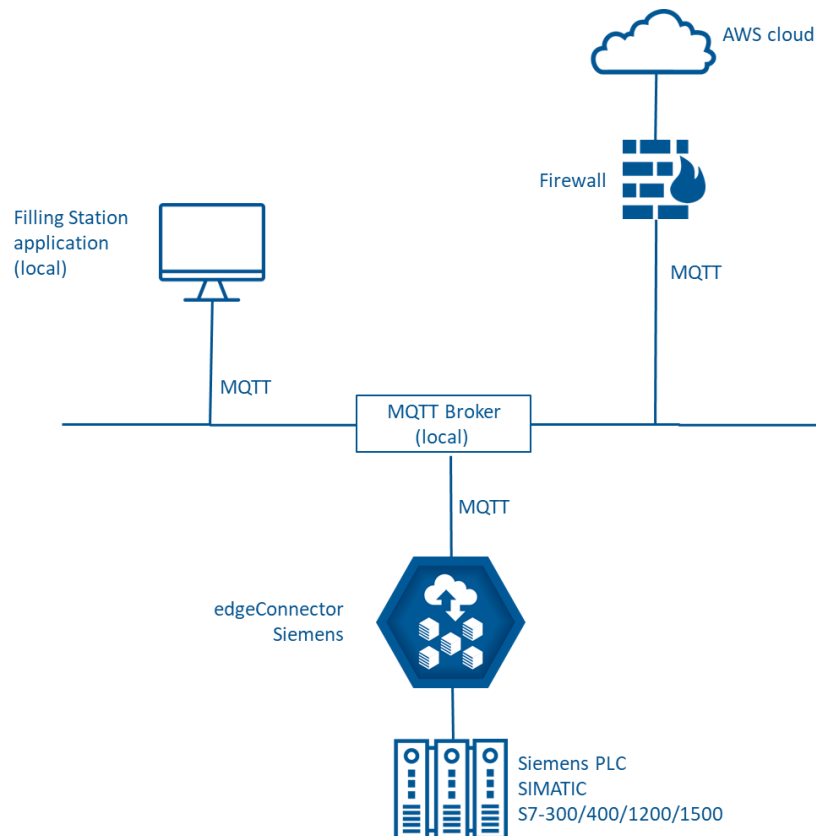 AWS cloud
Firewall
Filling Station
application
(local)
MQTT
MQTT
MQTT Broker
(local)
MQTT
edgeConnector
Siemens
Siemens PLC
SIMATIC
S7-300/400/1200/1500